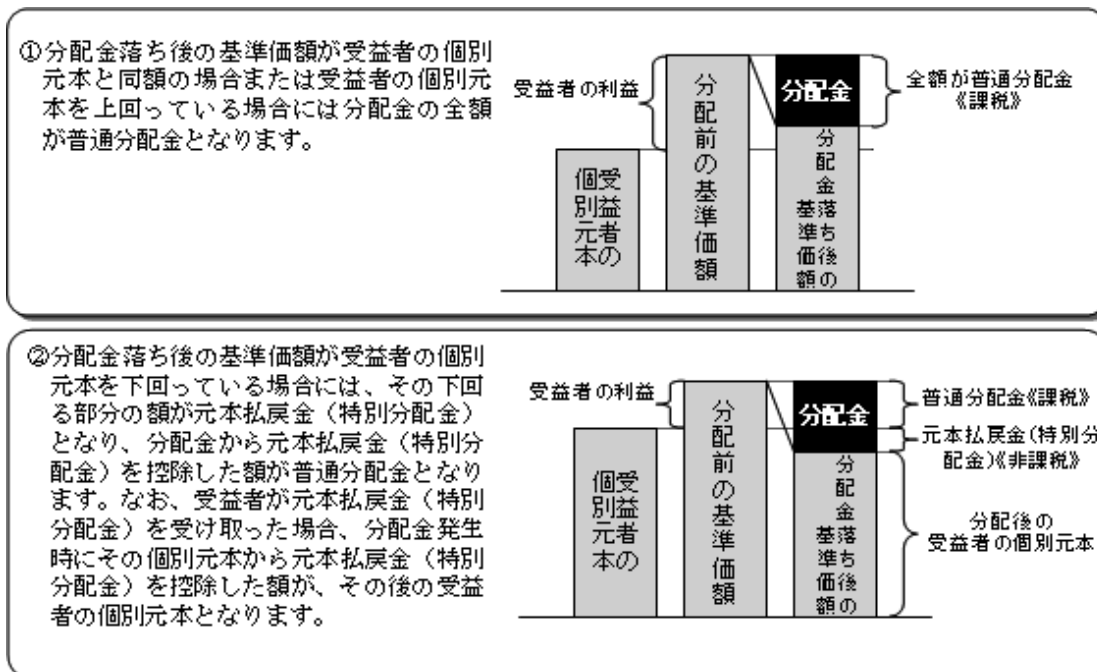 ①分配金落ち後の基準価額が受益者の個別
元本と同額の場合または受益者の個別元
本を上回っている場合には分配金の全額
が普通分配金となります。
受益者の利益
受益者の
個別元本
分配前の基準価額
分配金
分配金落ち後の
基準価額
全額が普通分配金
《課税》
②分配金落ち後の基準価額が受益者の個別
元本を下回っている場合には、その下回
る部分の額が元本払戻金（特別分配金）
となり、分配金から元本払戻金（特別分
配金）を控除した額が普通分配金となり
ます。なお、受益者が元本払戻金（特別
分配金）を受け取った場合、分配金発生
時にその個別元本から元本払戻金（特別
分配金）を控除した額が、その後の受益
者の個別元本となります。
受益者の利益
受益者の
個別元本
分配前の基準価額
分配金
分配金落ち後の
基準価額
普通分配金《課税》
元本払戻金(特別分
配金)《非課税》
分配後の
受益者の個別元本